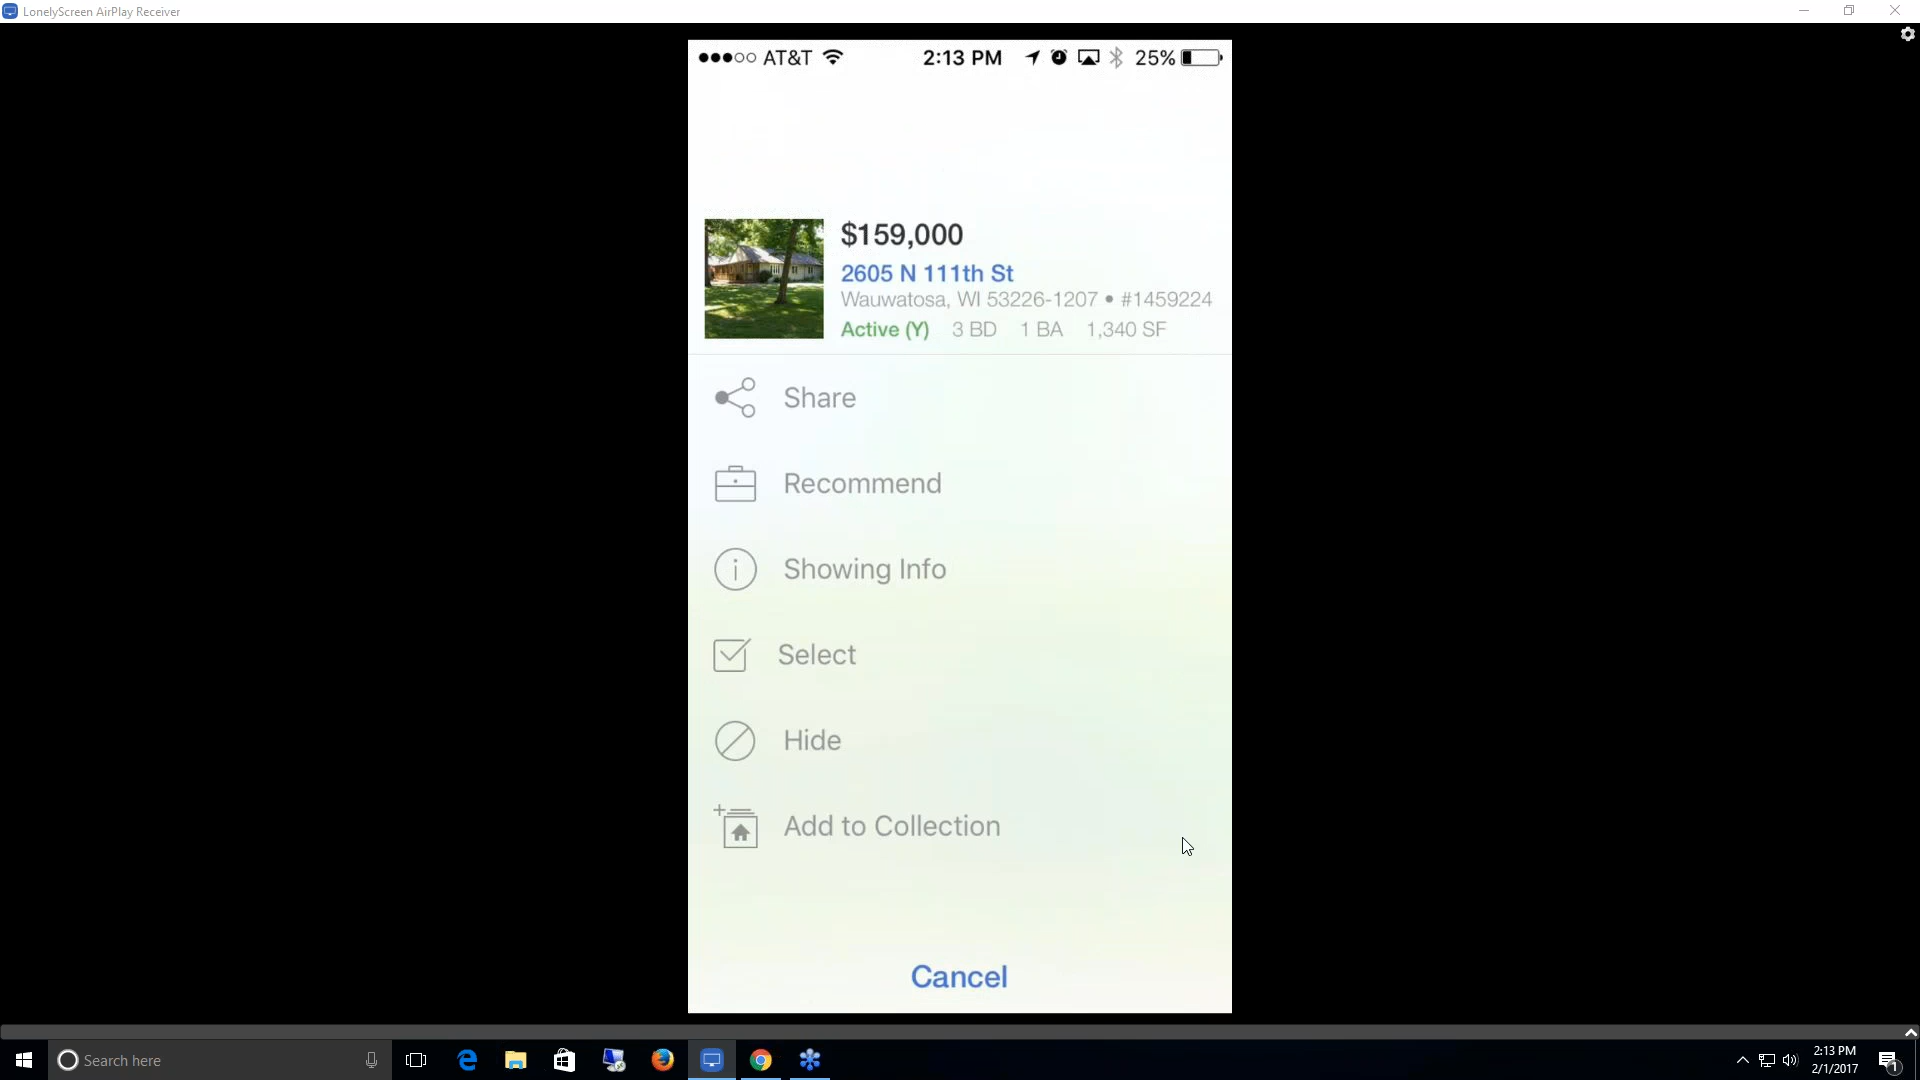 LonelyScreen AirPlay Receiver
AT&T 2:13 PM 25%
$159,000
2605 N 111th St
Wauwatosa, WI 53226-1207 • #1459224
Active (Y) 3 BD 1 BA 1,340 SF
Share
Recommend
Showing Info
Select
Hide
Add to Collection
Cancel
Search here
2:13 PM
2/1/2017
1